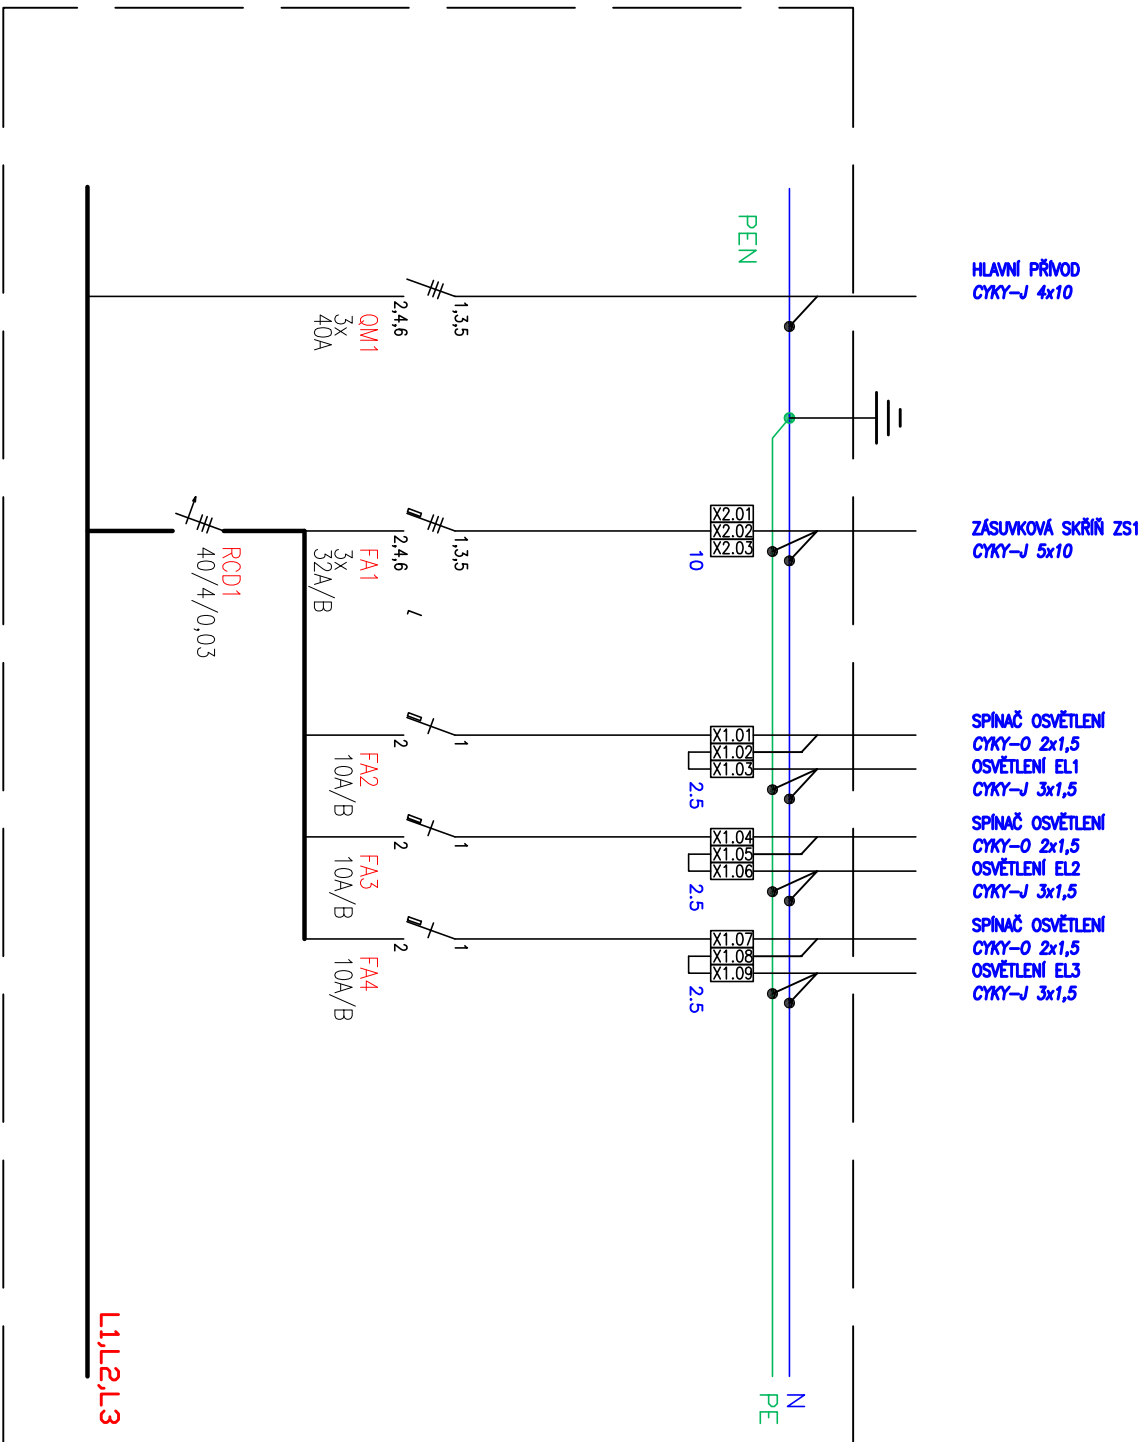 HLAVNÍ PŘÍVOD
CYKY-J 4x10
PEN
1,3,5
2,4,6
QM1
3x
40A
ZÁSUVKOVÁ SKŘÍŇ ZS1
CYKY-J 5x10
X2.01
X2.02
X2.03
10
1,3,5
2,4,6
FA1
3x
32A/B
RCD1
40/4/0,03
SPÍNAČ OSVĚTLENÍ
CYKY-O 2x1,5
OSVĚTLENÍ EL1
CYKY-J 3x1,5
X1.01
X1.02
X1.03
2.5
1
2
FA2
10A/B
SPÍNAČ OSVĚTLENÍ
CYKY-O 2x1,5
OSVĚTLENÍ EL2
CYKY-J 3x1,5
X1.04
X1.05
X1.06
2.5
1
2
FA3
10A/B
SPÍNAČ OSVĚTLENÍ
CYKY-O 2x1,5
OSVĚTLENÍ EL3
CYKY-J 3x1,5
X1.07
X1.08
X1.09
2.5
1
2
FA4
10A/B
N
PE
L1,L2,L3